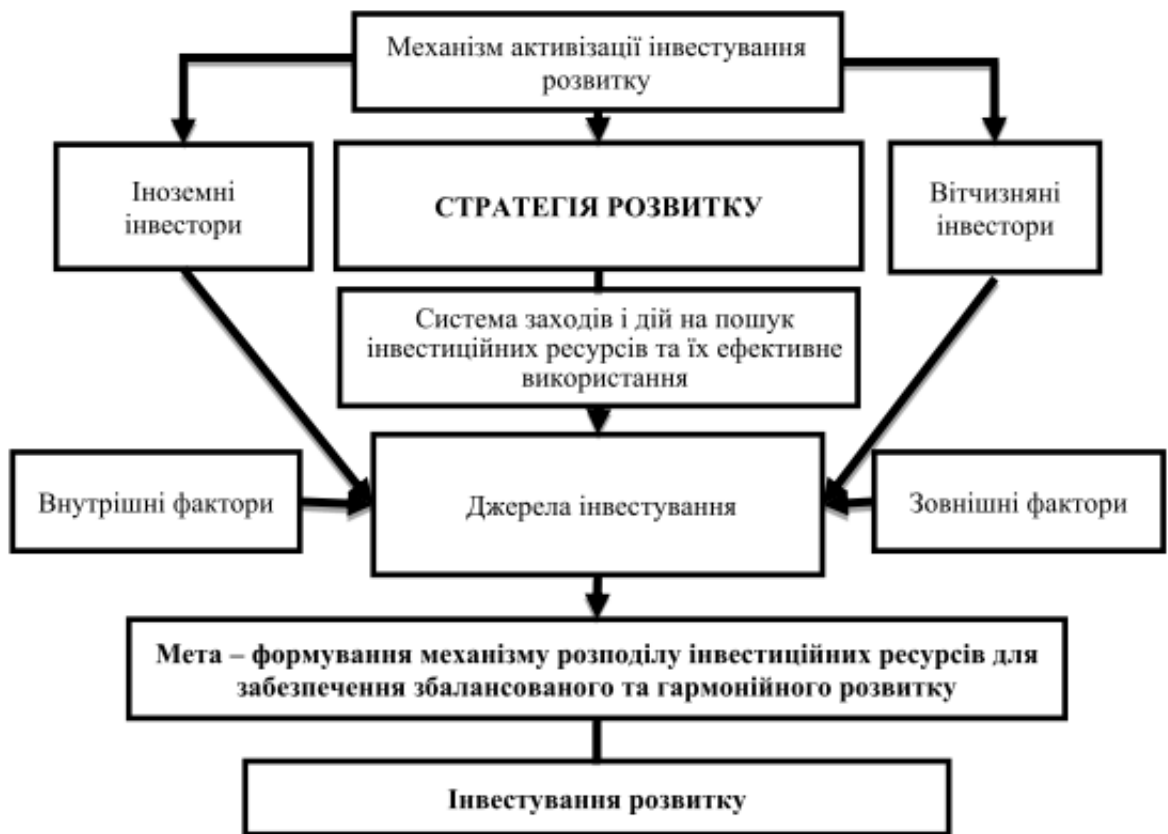 Механізм активізації інвестування
розвитку
Іноземні
інвестори
СТРАТЕГІЯ РОЗВИТКУ
Вітчизняні
інвестори
Система заходів і дій на пошук
інвестиційних ресурсів та їх ефективне
використання
Внутрішні фактори
Джерела інвестування
Зовнішні фактори
Мета – формування механізму розподілу інвестиційних ресурсів для
забезпечення збалансованого та гармонійного розвитку
Інвестування розвитку